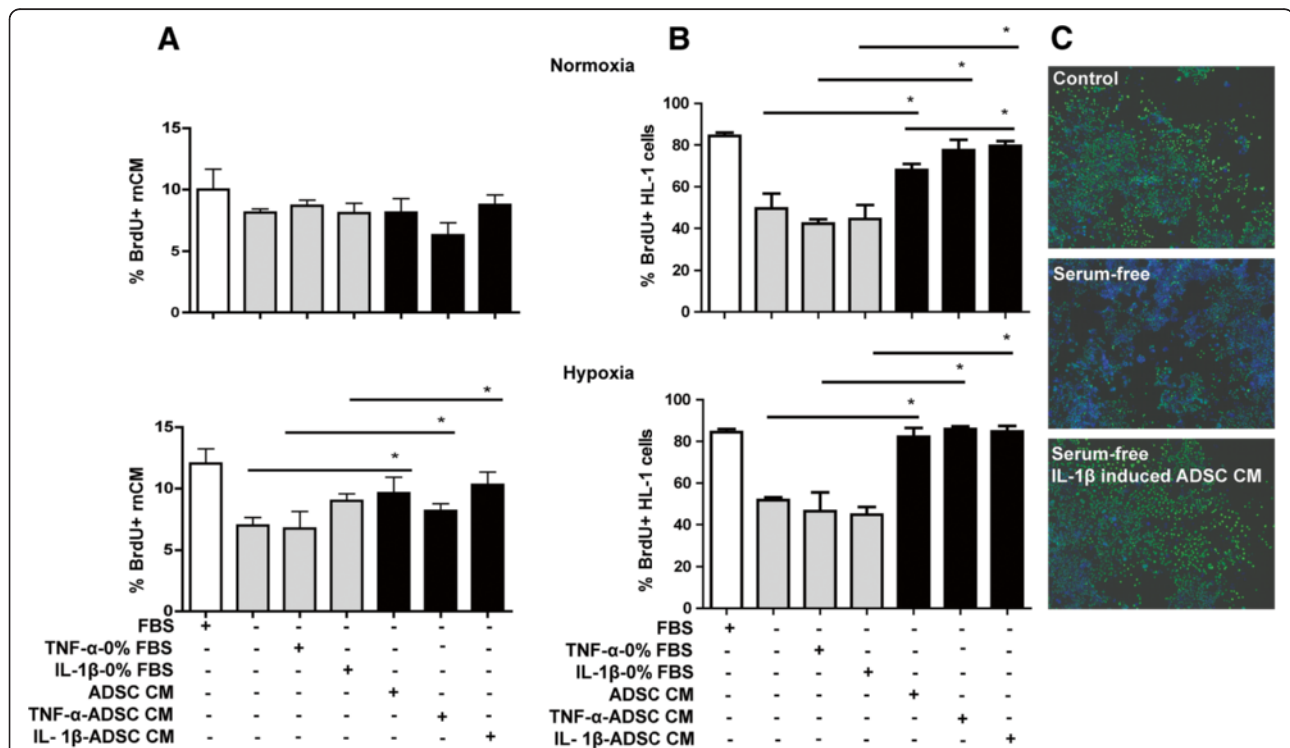 A
B
C
Normoxia
* 
*
*
*
Control
15
10
5
0
% BrdU+ rnCM
100
80
60
40
20
0
% BrdU+ HL-1 cells
Serum-free
Hypoxia
*
*
*
*
*
*
15
10
5
0
% BrdU+ rnCM
100
80
60
40
20
0
% BrdU+ HL-1 cells
Serum-free
IL-1β induced ADSC CM
FBS + - - - - - -
TNF-α-0% FBS - - + - - - -
IL-1β-0% FBS - - - + - - -
ADSC CM - - - - + - -
TNF-α-ADSC CM - - - - - + -
IL- 1β-ADSC CM - - - - - - +
FBS + - - - - - -
TNF-α-0% FBS - - + - - - -
IL-1β-0% FBS - - - + - - -
ADSC CM - - - - + - -
TNF-α-ADSC CM - - - - - + -
IL- 1β-ADSC CM - - - - - - +